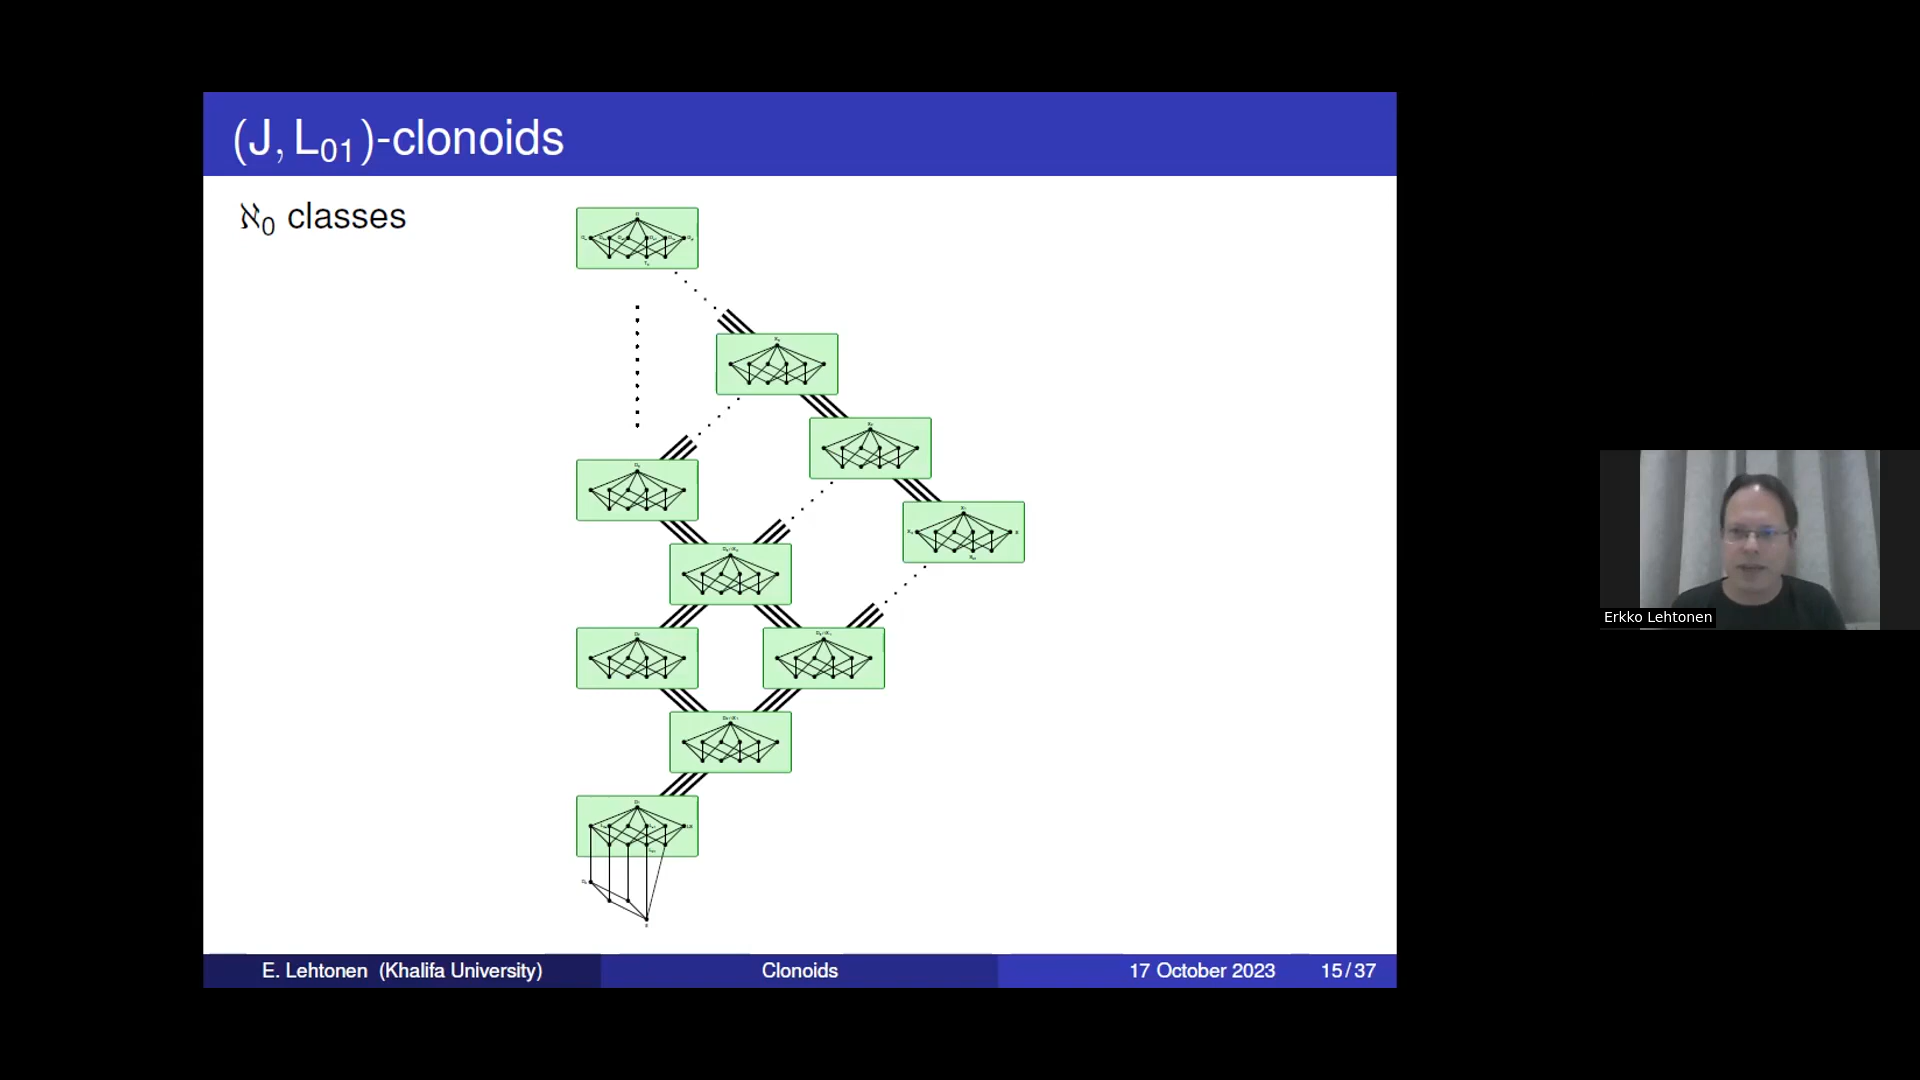 (J, L₀₁)-clonoids
ℵ₀ classes
Erkko Lehtonen
E. Lehtonen (Khalifa University)
Clonoids
17 October 2023
15 / 37